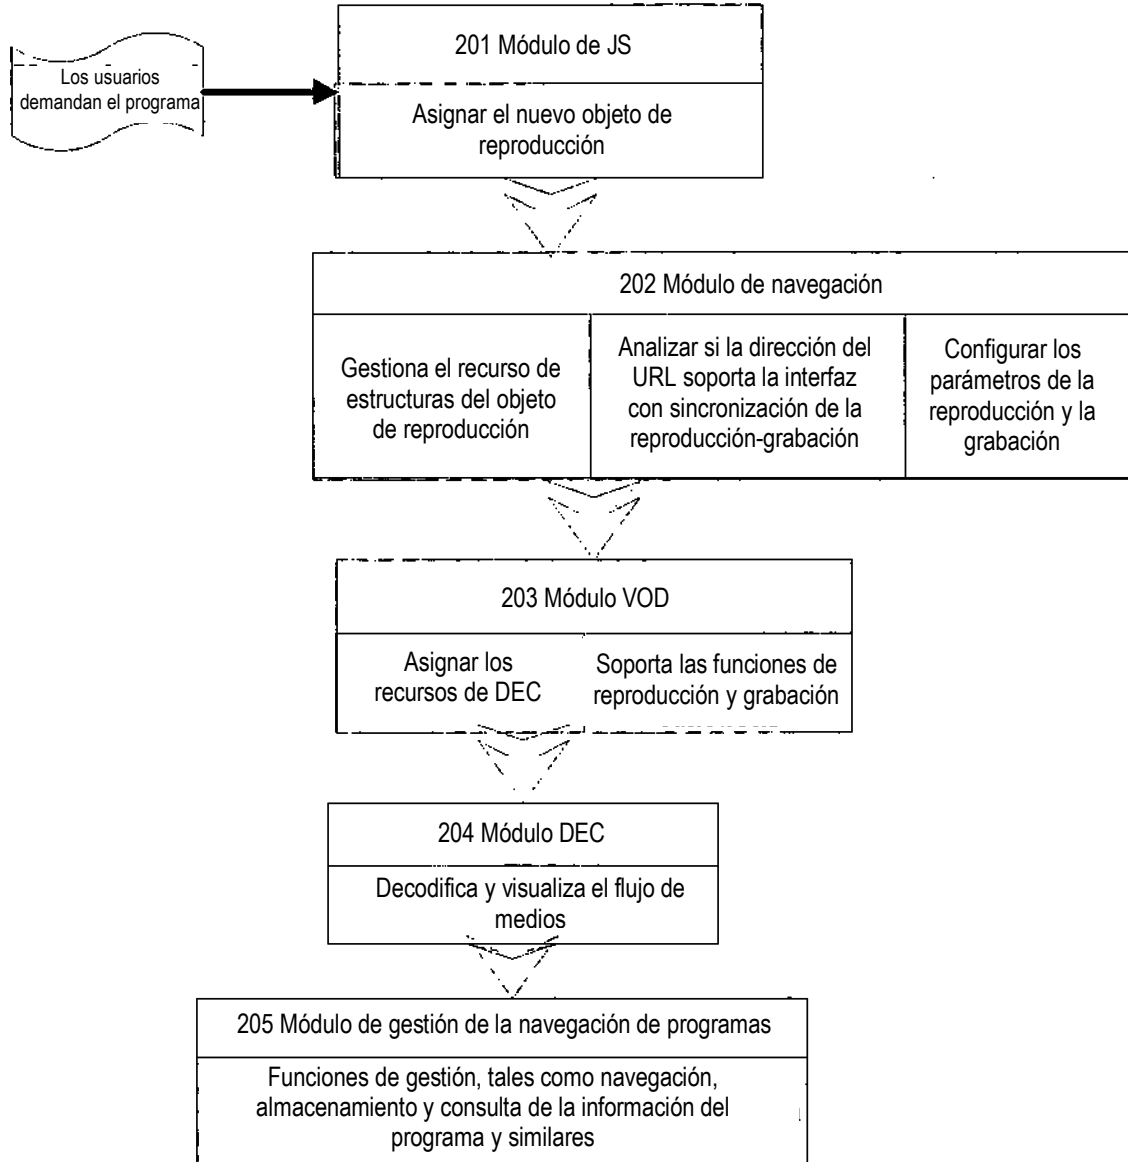 Los usuarios
demandan el programa
201 Módulo de JS
Asignar el nuevo objeto de
reproducción
202 Módulo de navegación
Gestiona el recurso de
estructuras del objeto
de reproducción
Analizar si la dirección del
URL soporta la interfaz
con sincronización de la
reproducción-grabación
Configurar los
parámetros de la
reproducción y la
grabación
203 Módulo VOD
Asignar los
recursos de DEC
Soporta las funciones de
reproducción y grabación
204 Módulo DEC
Decodifica y visualiza el flujo de
medios
205 Módulo de gestión de la navegación de programas
Funciones de gestión, tales como navegación,
almacenamiento y consulta de la información del
programa y similares